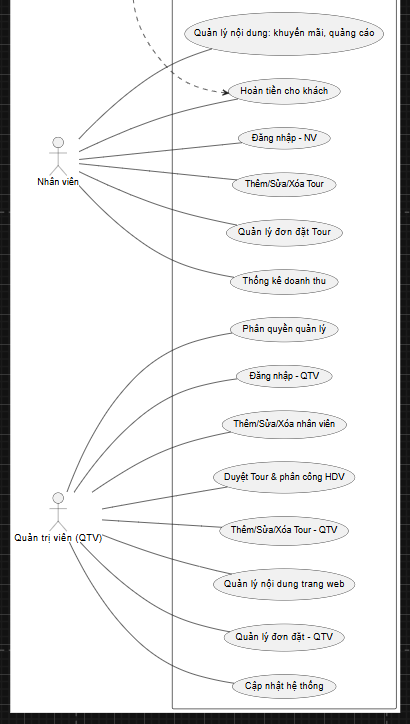 Quản lý nội dung: khuyến mãi, quảng cáo
Hoàn tiền cho khách
Đăng nhập - NV
Nhân viên
Thêm/Sửa/Xóa Tour
Quản lý đơn đặt Tour
Thống kê doanh thu
Phân quyền quản lý
Đăng nhập - QTV
Thêm/Sửa/Xóa nhân viên
Duyệt Tour & phân công HDV
Thêm/Sửa/Xóa Tour - QTV
Quản trị viên (QTV)
Quản lý nội dung trang web
Quản lý đơn đặt - QTV
Cập nhật hệ thống